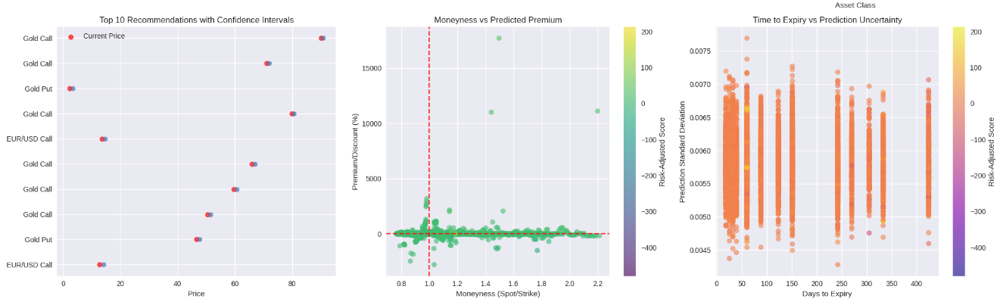 Asset Class
Top 10 Recommendations with Confidence Intervals
Gold Call
Gold Call
Gold Put
Gold Call
EUR/USD Call
Gold Call
Gold Call
Gold Call
Gold Put
EUR/USD Call
Current Price
0 20 40 60 80
Price
Moneyness vs Predicted Premium
Premium/Discount (%)
15000
10000
5000
0
0.8 1.0 1.2 1.4 1.6 1.8 2.0 2.2
Moneyness (Spot/Strike)
200
100
0
−100
−200
−300
−400
Risk-Adjusted Score
Time to Expiry vs Prediction Uncertainty
Prediction Standard Deviation
0.0075
0.0070
0.0065
0.0060
0.0055
0.0050
0.0045
0 50 100 150 200 250 300 350 400
Days to Expiry
200
100
0
−100
−200
−300
−400
Risk-Adjusted Score